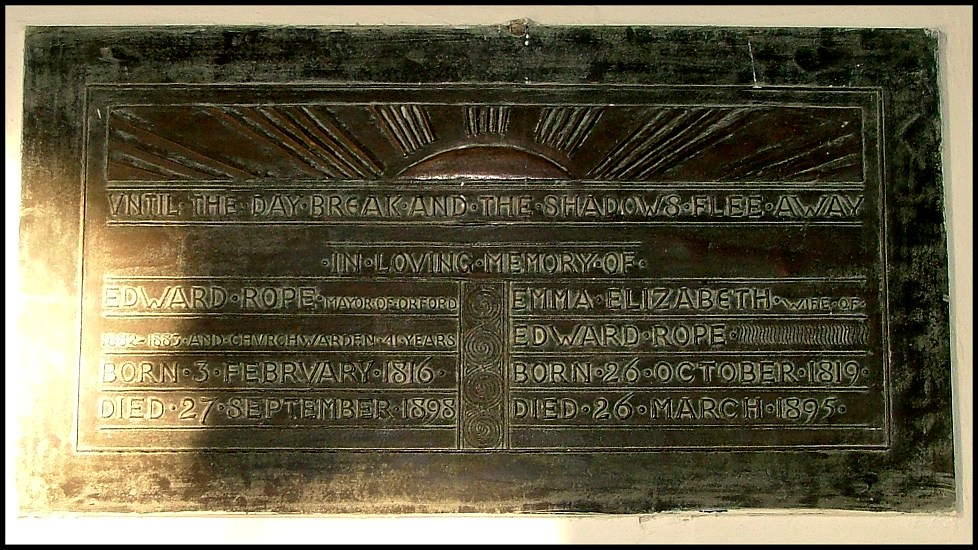 VNTIL·THE·DAY·BREAK·AND·THE·SHADOWS·FLEE·AWAY
·IN·LOVING·MEMORY·OF·
EDWARD·ROPE·MAYOR·OF·ORFORD
1882-1883·AND·CHVRCHWARDEN·41·YEARS
BORN·3·FEBRVARY·1816·
DIED·27·SEPTEMBER·1898
EMMA·ELIZABETH·WIFE·OF·
EDWARD·ROPE·
BORN·26·OCTOBER·1819·
DIED·26·MARCH·1895·